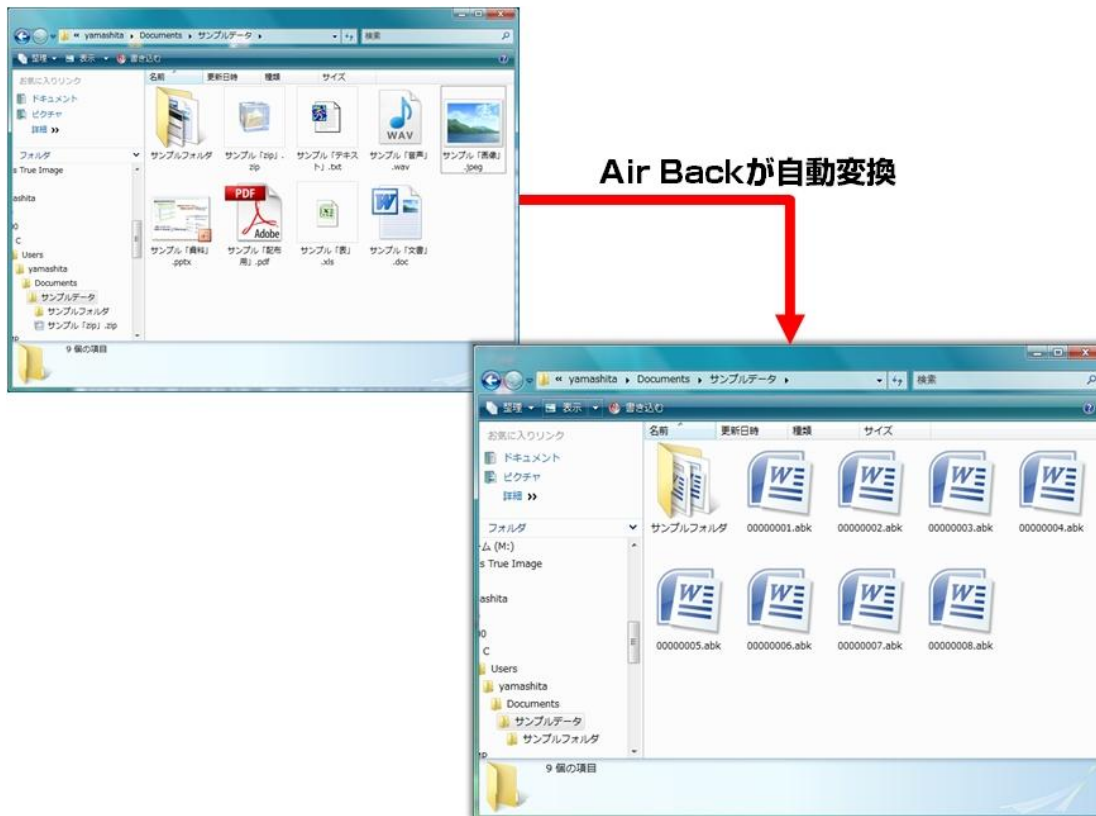 « yamashita ▸ Documents ▸ サンプルデータ ▸
検索
整理 表示 書き込む
お気に入りリンク
ドキュメント
ピクチャ
詳細 »
フォルダ
s True Image
ashita
0
C
Users
yamashita
Documents
サンプルデータ
サンプルフォルダ
サンプル「zip」.zip
名前 更新日時 種類 サイズ
サンプルフォルダ
サンプル「zip」.
zip
サンプル「テキス
ト」.txt
WAV
サンプル「音声」
.wav
サンプル「画像」
.jpeg
サンプル「資料」
.pptx
PDF
Adobe
サンプル「配布
用」.pdf
サンプル「表」
.xls
サンプル「文書」
.doc
9 個の項目
Air Backが自動変換
« yamashita ▸ Documents ▸ サンプルデータ ▸
検索
整理 表示 書き込む
お気に入りリンク
ドキュメント
ピクチャ
詳細 »
フォルダ
ーム (M:)
s True Image
ashita
00
C
Users
yamashita
Documents
サンプルデータ
サンプルフォルダ
名前 更新日時 種類 サイズ
サンプルフォルダ 00000001.abk 00000002.abk 00000003.abk 00000004.abk
00000005.abk 00000006.abk 00000007.abk 00000008.abk
9 個の項目